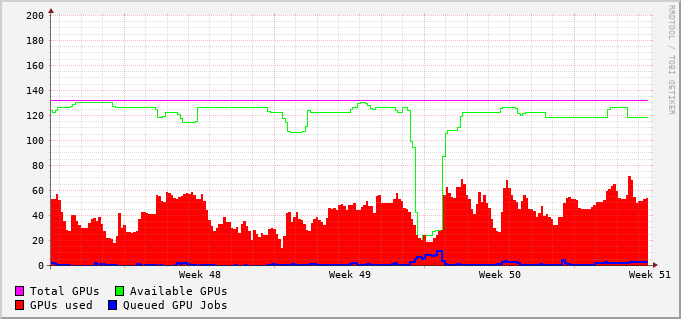 200
180
160
140
120
100
80
60
40
20
0
Week 48 Week 49 Week 50 Week 51
Total GPUs Available GPUs
GPUs used Queued GPU Jobs
RRDTOOL / TOBI OETIKER